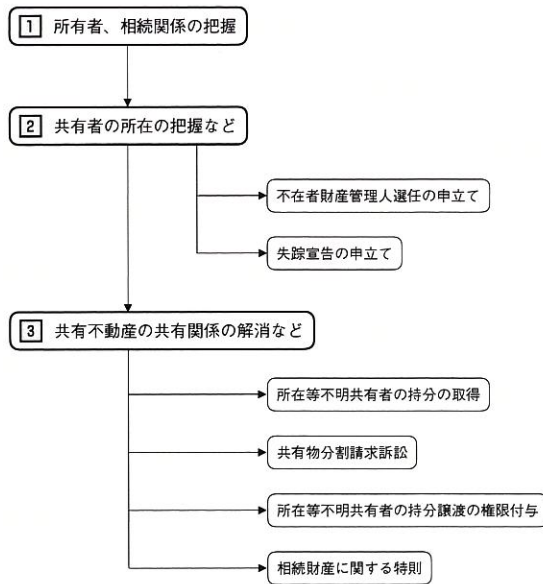 1 所有者、相続関係の把握
2 共有者の所在の把握など
不在者財産管理人選任の申立て
失踪宣告の申立て
3 共有不動産の共有関係の解消など
所在等不明共有者の持分の取得
共有物分割請求訴訟
所在等不明共有者の持分譲渡の権限付与
相続財産に関する特則